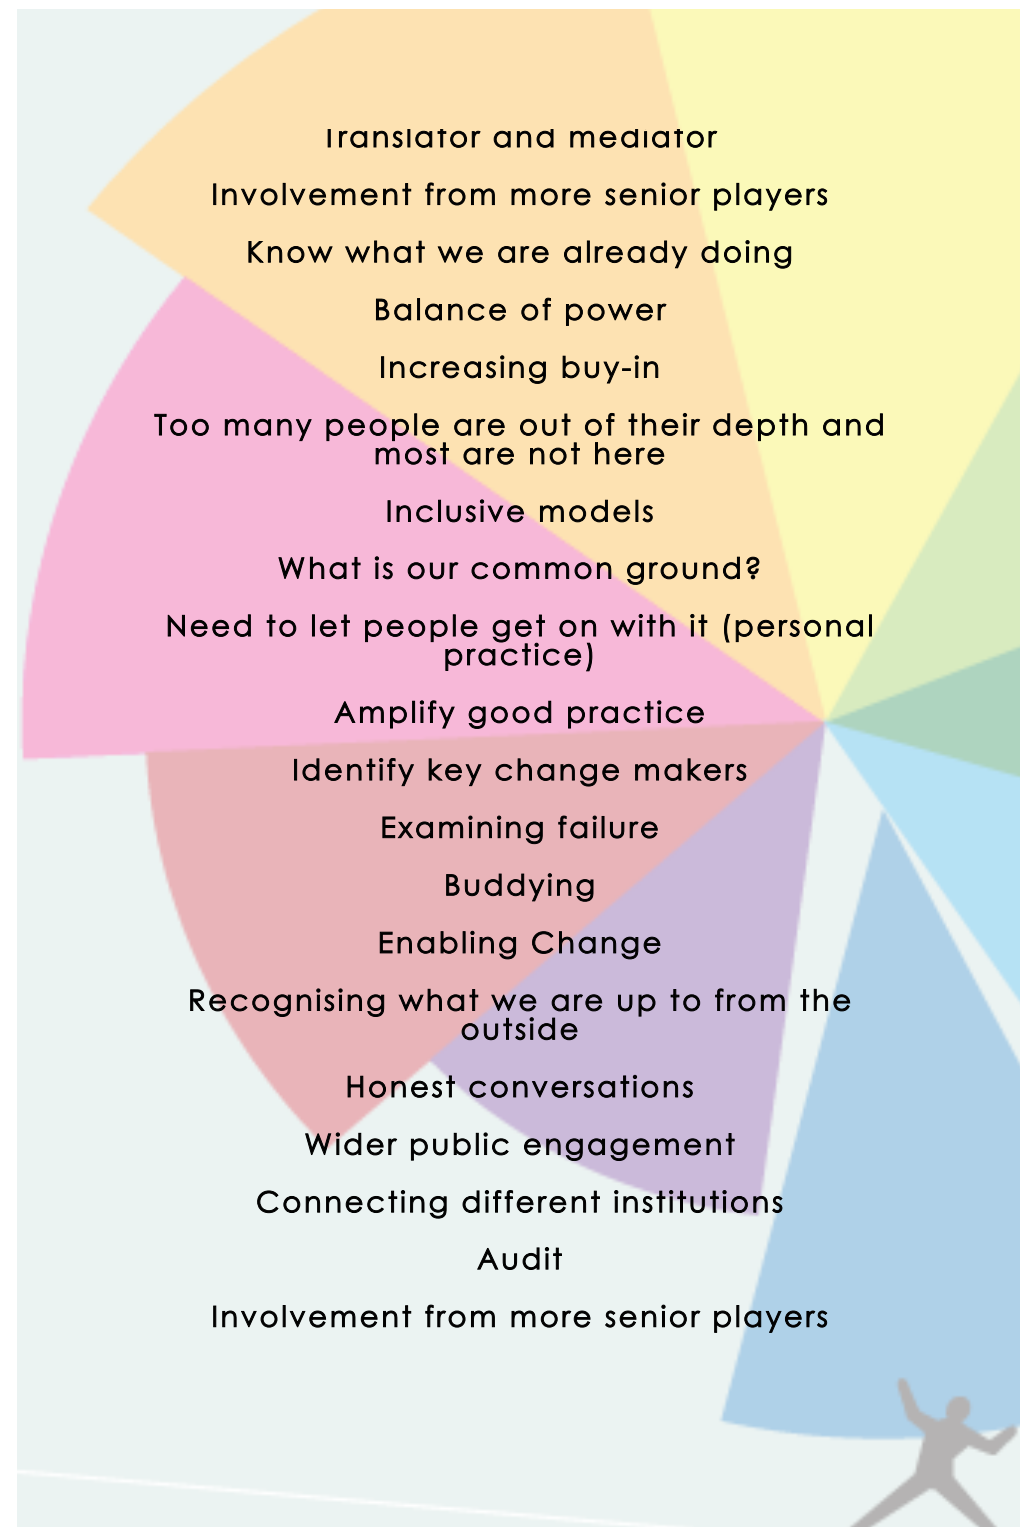 Translator and mediator
Involvement from more senior players
Know what we are already doing
Balance of power
Increasing buy-in
Too many people are out of their depth and
most are not here
Inclusive models
What is our common ground?
Need to let people get on with it (personal
practice)
Amplify good practice
Identify key change makers
Examining failure
Buddying
Enabling Change
Recognising what we are up to from the
outside
Honest conversations
Wider public engagement
Connecting different institutions
Audit
Involvement from more senior players